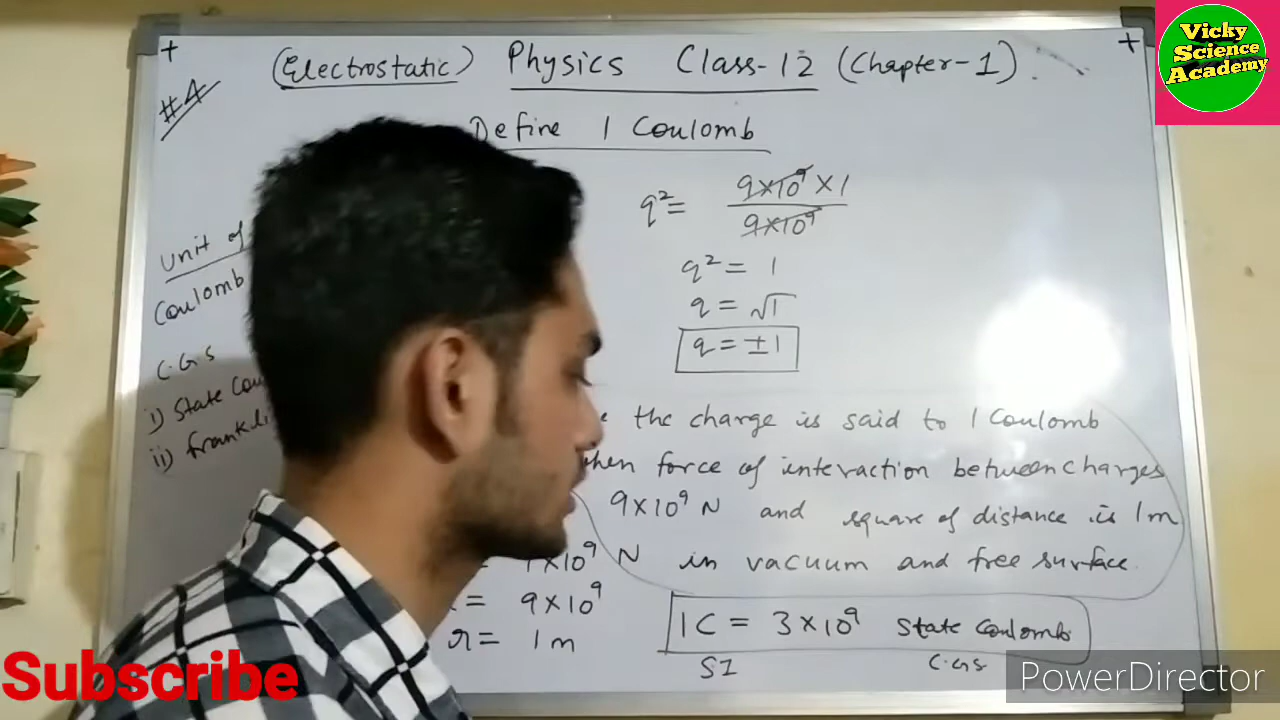 (Electrostatic) Physics Class-12 (Chapter-1).
#4
Define 1 Coulomb
q² = 9×10⁹×1 / 9×10⁹
q² = 1
q = √1
q = ±1
Unit of
Coulomb
C.G.S
i) State Cou
ii) Frankli
the charge is said to 1 Coulomb
when force of interaction between charges
9×10⁹ N and square of distance is 1m
in vacuum and free surface.
9×10⁹ N
= 9×10⁹
r = 1m
1C = 3×10⁹ State Coulomb
SI C.G.S
Vicky
Science
Academy
Subscribe
PowerDirector